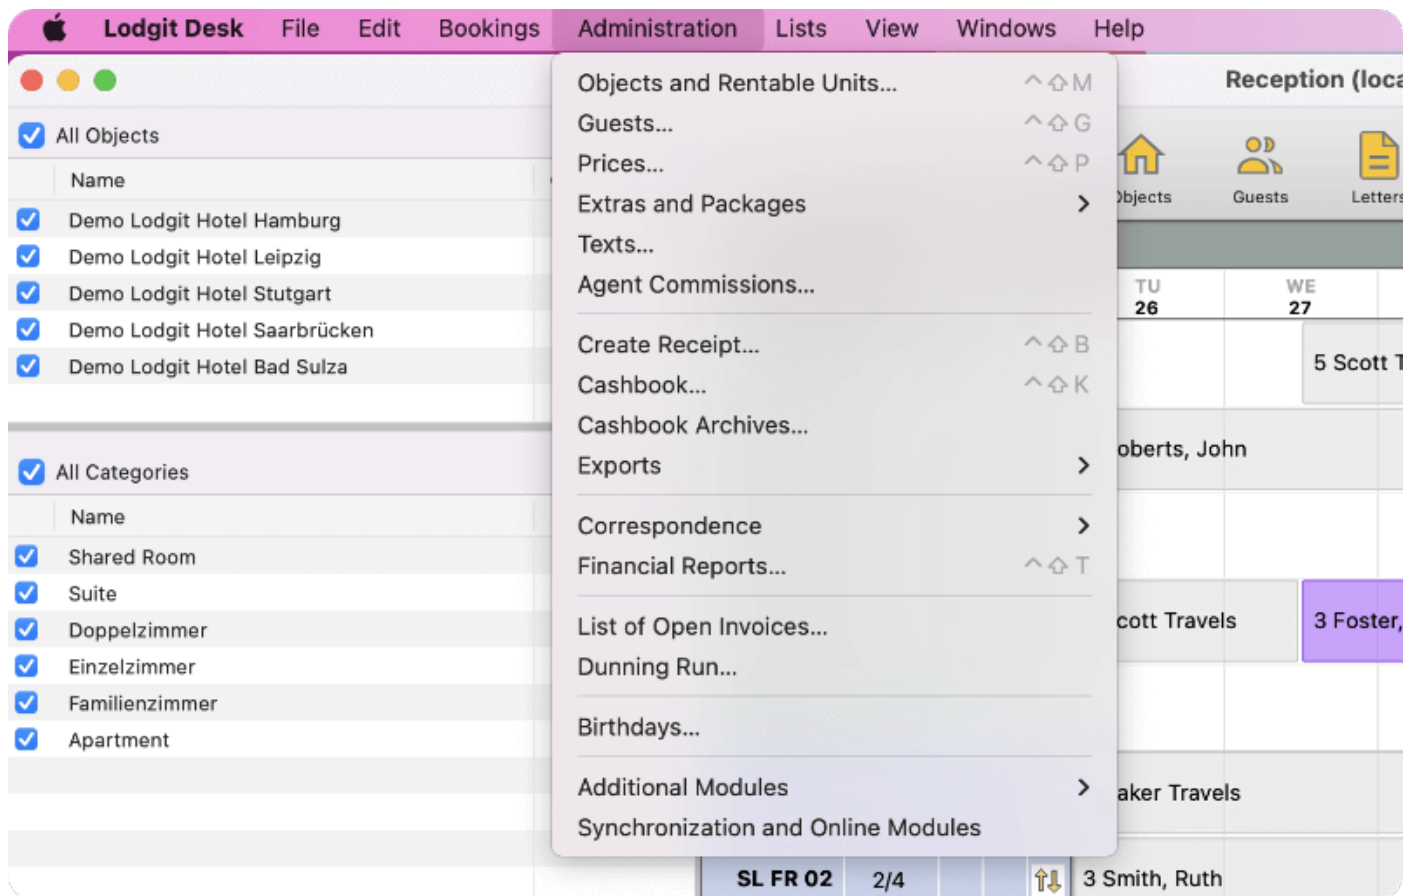 Lodgit Desk File Edit Bookings Administration Lists View Windows Help
Reception (loca
All Objects
Name
Demo Lodgit Hotel Hamburg
Demo Lodgit Hotel Leipzig
Demo Lodgit Hotel Stutgart
Demo Lodgit Hotel Saarbrücken
Demo Lodgit Hotel Bad Sulza
All Categories
Name
Shared Room
Suite
Doppelzimmer
Einzelzimmer
Familienzimmer
Apartment
Objects and Rentable Units... ^⇧M
Guests... ^⇧G
Prices... ^⇧P
Extras and Packages >
Texts...
Agent Commissions...
Create Receipt... ^⇧B
Cashbook... ^⇧K
Cashbook Archives...
Exports >
Correspondence >
Financial Reports... ^⇧T
List of Open Invoices...
Dunning Run...
Birthdays...
Additional Modules >
Synchronization and Online Modules
Objects Guests Letters
TU WE
26 27
5 Scott T
oberts, John
cott Travels 3 Foster,
aker Travels
SL FR 02 2/4 3 Smith, Ruth